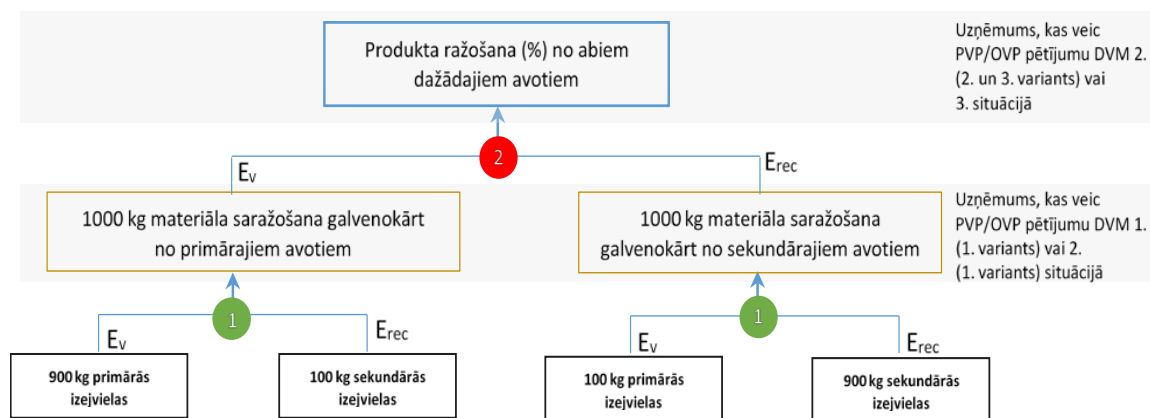 Produkta ražošana (%) no abiem
dažādajiem avotiem
Uzņēmums, kas veic
PVP/OVP pētījumu DVM 2.
(2. un 3. variants) vai
3. situācijā
2
Ev
Erec
1000 kg materiāla saražošana galvenokārt
no primārajiem avotiem
1000 kg materiāla saražošana
galvenokārt no sekundārajiem avotiem
Uzņēmums, kas veic
PVP/OVP pētījumu DVM 1.
(1. variants) vai 2.
(1. variants) situācijā
1
1
Ev
Erec
Ev
Erec
900 kg primārās
izejvielas
100 kg sekundārās
izejvielas
100 kg primārās
izejvielas
900 kg sekundārās
izejvielas